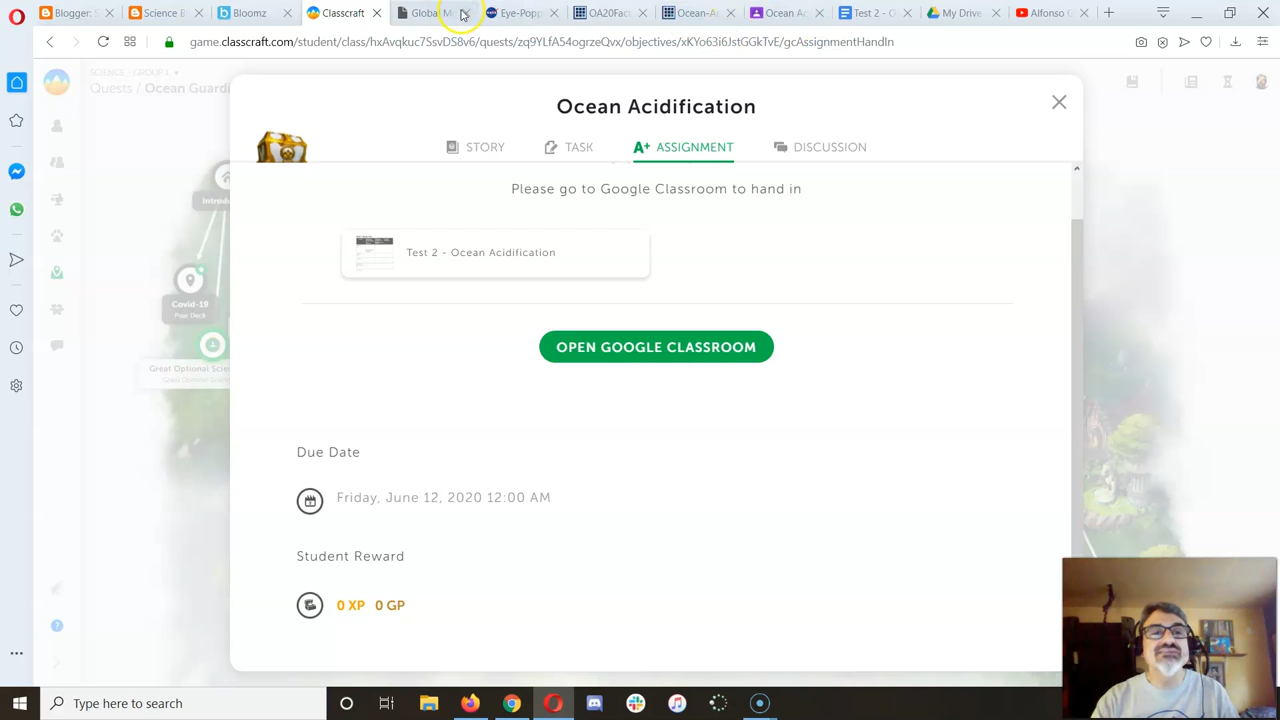 Blogger: S
Science B
Bloomz
Classcraft
Global M
Eye-Popp
OA20Fac
Ocean-A
Ocean Ac
Test 2 - O
My Drive
Alfonso G
game.classcraft.com/student/class/hxAvqkuc7SsvDS8v6/quests/zq9YLfA54ogrzeQvx/objectives/xKYo63i6JstGGkTvE/gcAssignmentHandIn
SCIENCE - GROUP 1
Quests / Ocean Guardi
Ocean Acidification
STORY
TASK
A+ ASSIGNMENT
DISCUSSION
Please go to Google Classroom to hand in
Introdu
Test 2 - Ocean Acidification
Covid-19
Pear Deck
OPEN GOOGLE CLASSROOM
Great Optional Scie
Due Date
Friday, June 12, 2020 12:00 AM
Student Reward
0 XP 0 GP
Type here to search